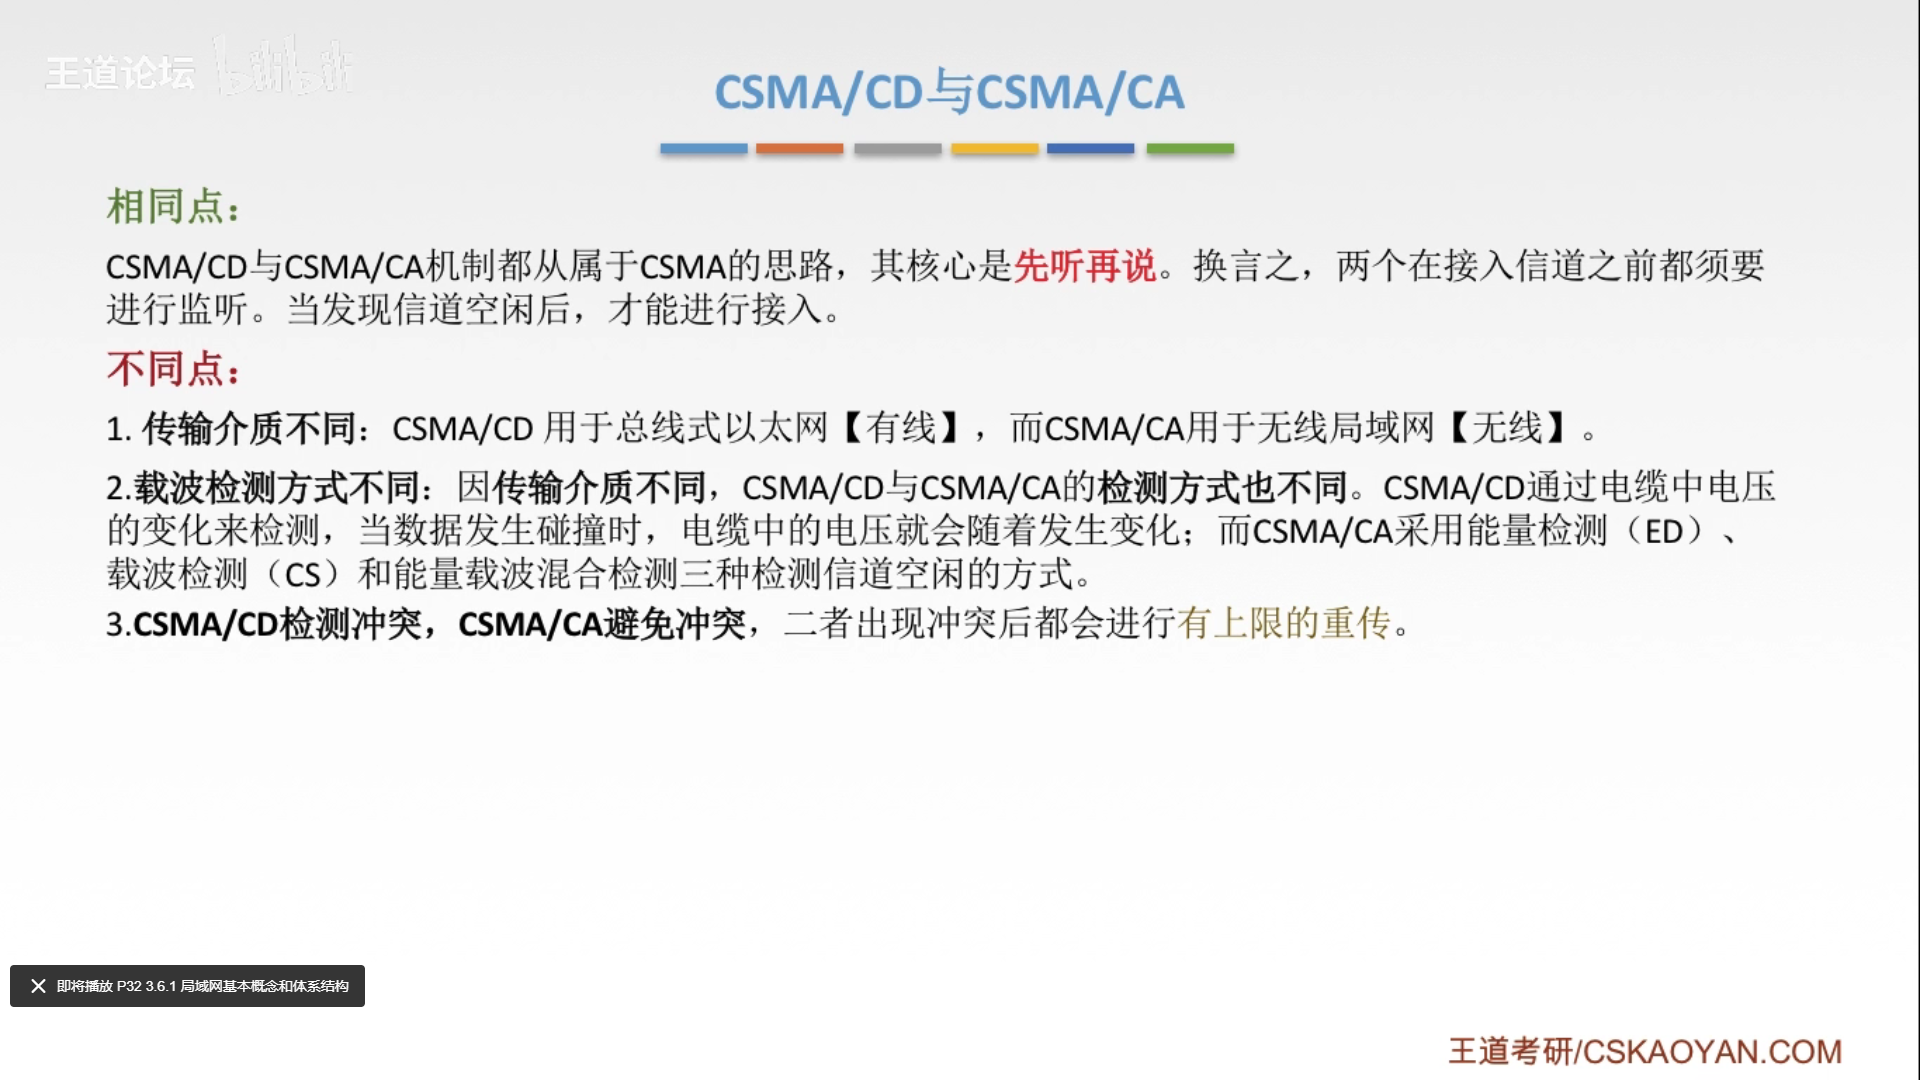 王道论坛 bilibili
CSMA/CD与CSMA/CA
相同点：
CSMA/CD与CSMA/CA机制都从属于CSMA的思路，其核心是先听再说。换言之，两个在接入信道之前都须要
进行监听。当发现信道空闲后，才能进行接入。
不同点：
1. 传输介质不同：CSMA/CD 用于总线式以太网【有线】，而CSMA/CA用于无线局域网【无线】。
2.载波检测方式不同：因传输介质不同，CSMA/CD与CSMA/CA的检测方式也不同。CSMA/CD通过电缆中电压
的变化来检测，当数据发生碰撞时，电缆中的电压就会随着发生变化；而CSMA/CA采用能量检测（ED）、
载波检测（CS）和能量载波混合检测三种检测信道空闲的方式。
3.CSMA/CD检测冲突，CSMA/CA避免冲突，二者出现冲突后都会进行有上限的重传。
即将播放 P32 3.6.1 局域网基本概念和体系结构
王道考研/CSKAOYAN.COM